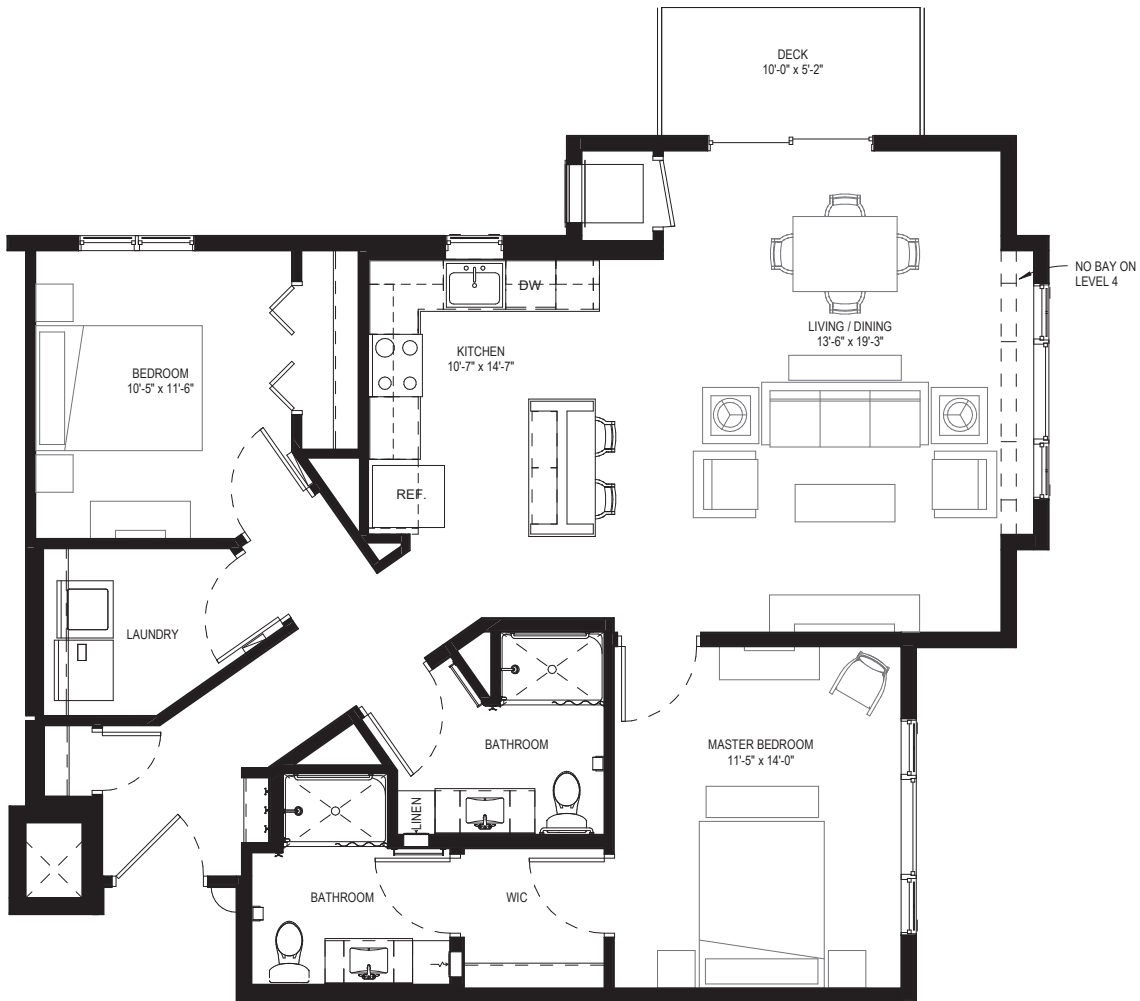 DECK
10'-0" x 5'-2"
NO BAY ON
LEVEL 4
DW
LIVING / DINING
13'-6" x 19'-3"
KITCHEN
10'-7" x 14'-7"
BEDROOM
10'-5" x 11'-6"
REF.
LAUNDRY
BATHROOM
MASTER BEDROOM
11'-5" x 14'-0"
LINEN
BATHROOM
WIC